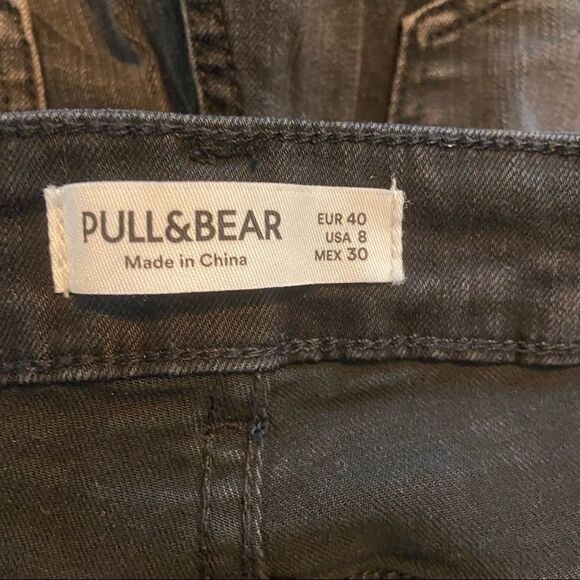 PULL&BEAR
Made in China
EUR 40
USA 8
MEX 30